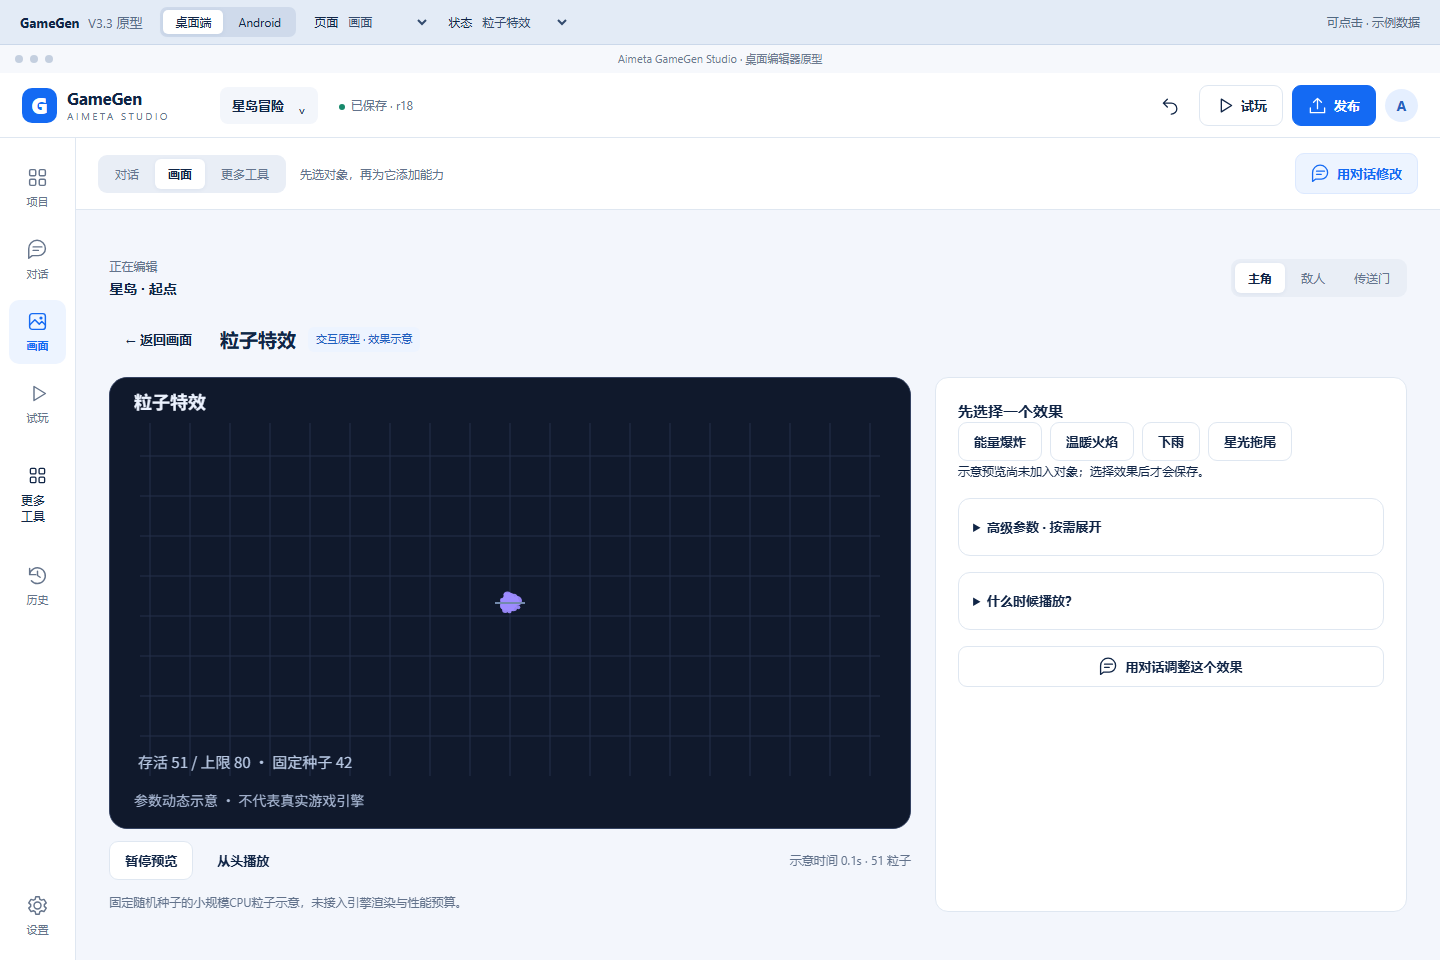 GameGen V3.3 原型 桌面端 Android 页面 画面 状态 粒子特效 可点击 · 示例数据
Aimeta GameGen Studio · 桌面编辑器原型
G GameGen 星岛冒险 已保存 · r18 试玩 发布 A
AIMETA STUDIO
对话 画面 更多工具 先选对象，再为它添加能力 用对话修改
项目
对话
画面
试玩
更多
工具
历史
设置
正在编辑
星岛 · 起点
主角 敌人 传送门
← 返回画面 粒子特效 交互原型 · 效果示意
粒子特效
存活 51 / 上限 80 · 固定种子 42
参数动态示意 · 不代表真实游戏引擎
暂停预览 从头播放 示意时间 0.1s · 51 粒子
固定随机种子的小规模CPU粒子示意，未接入引擎渲染与性能预算。
先选择一个效果
能量爆炸 温暖火焰 下雨 星光拖尾
示意预览尚未加入对象；选择效果后才会保存。
高级参数 · 按需展开
什么时候播放？
用对话调整这个效果